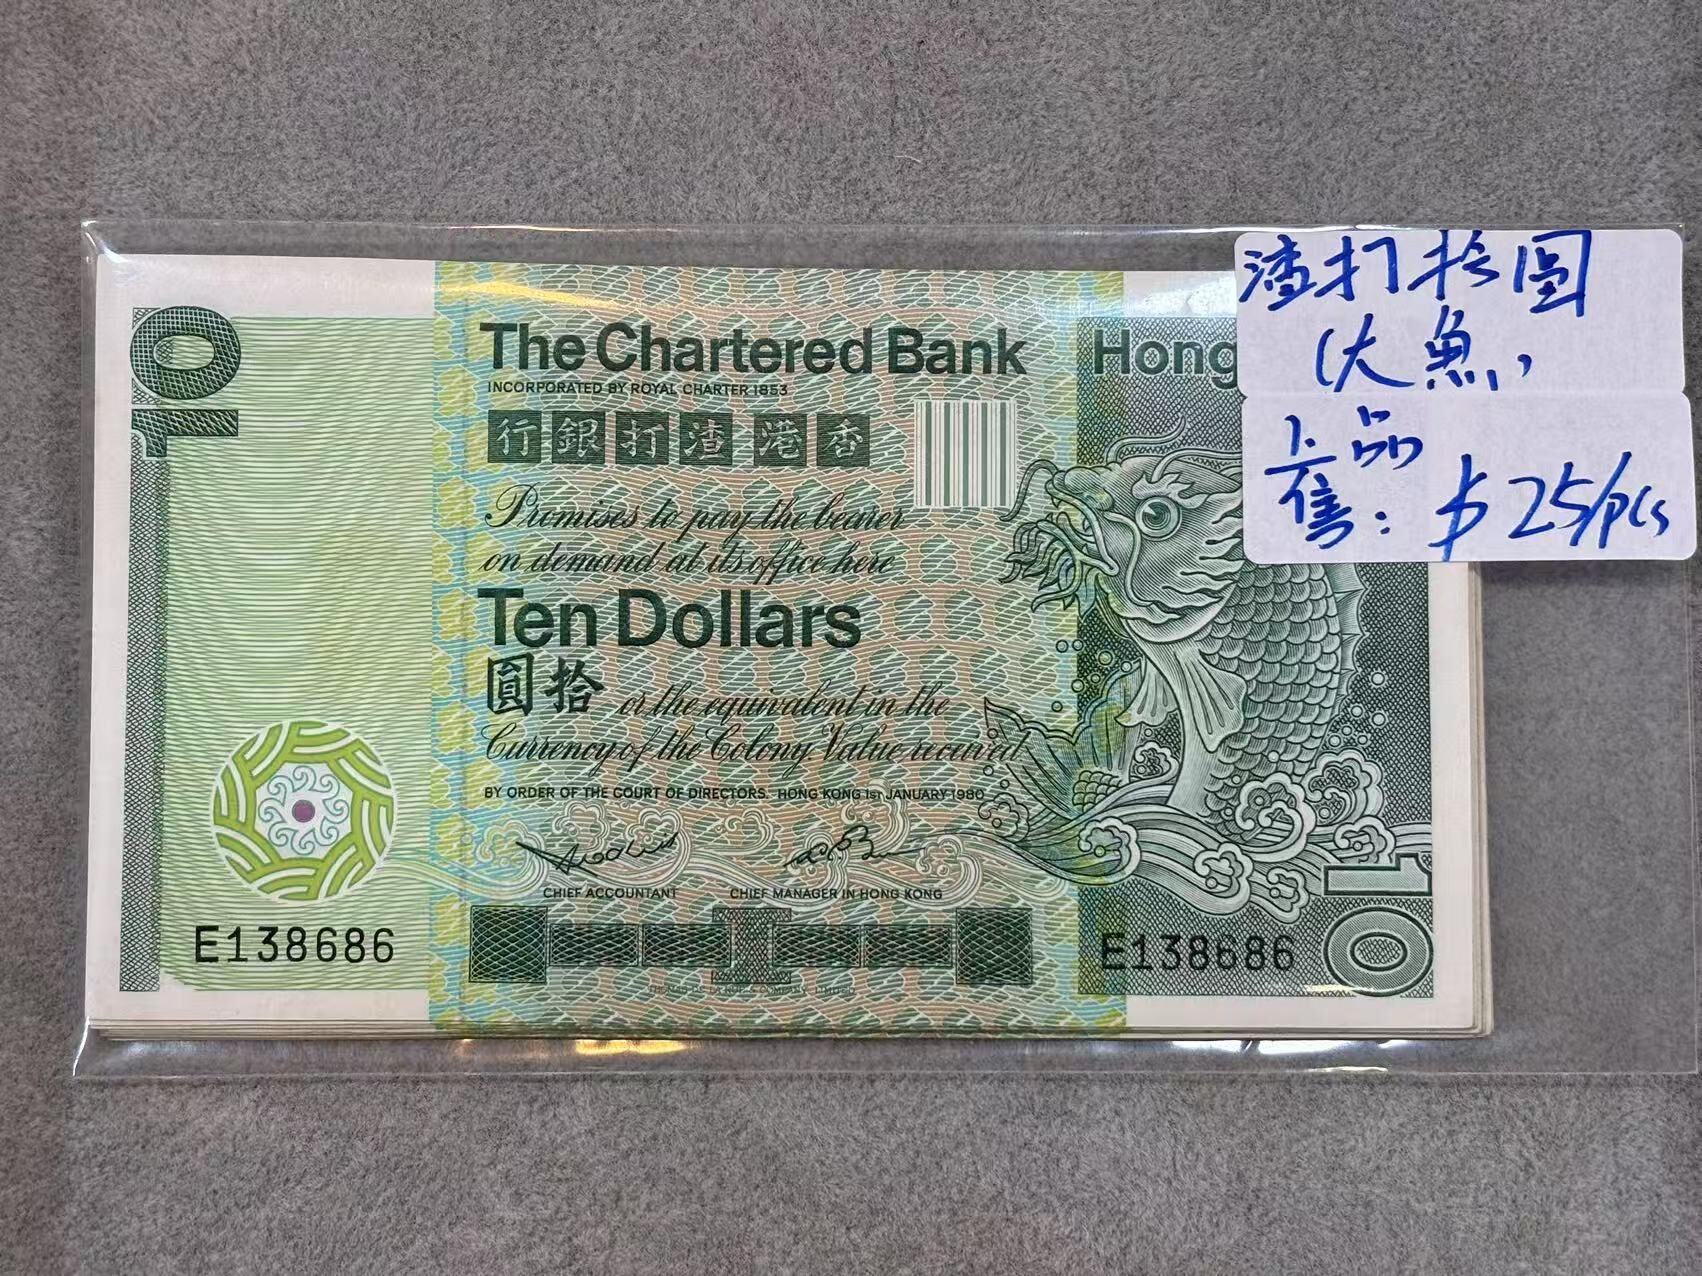 10
The Chartered Bank
Hong
INCORPORATED BY ROYAL CHARTER 1853
香港渣打銀行
Promises to pay the bearer
on demand at its office here
Ten Dollars
拾圓 or the equivalent in the
Currency of the Colony. Value received
BY ORDER OF THE COURT OF DIRECTORS. HONG KONG 1ST JANUARY 1980
CHIEF ACCOUNTANT
CHIEF MANAGER IN HONG KONG
E138686
E138686
10
渣打拾圓
(大魚)
上品
售: $25/pcs